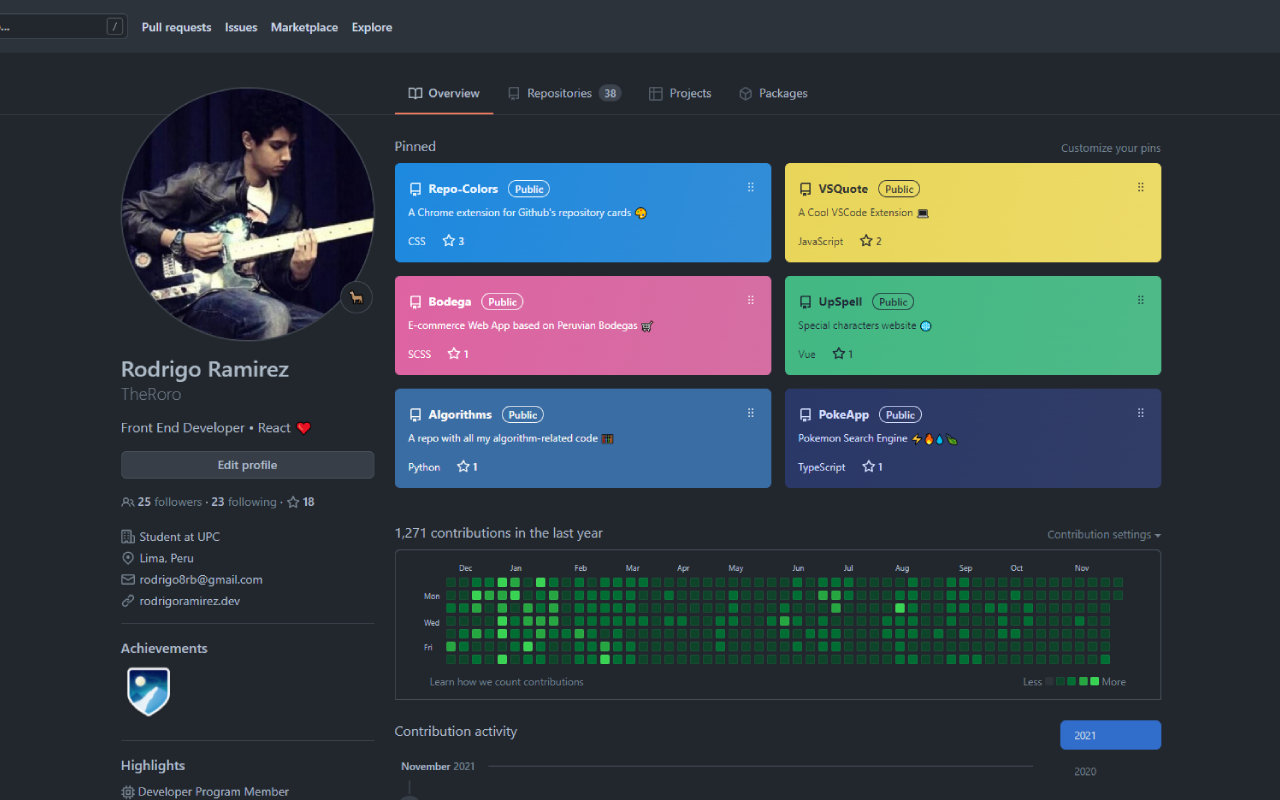 ...
/
Pull requests
Issues
Marketplace
Explore
Overview
Repositories 38
Projects
Packages
Rodrigo Ramirez
TheRoro
Front End Developer • React ❤️
Edit profile
25 followers · 23 following · 18
Student at UPC
Lima, Peru
rodrigo8rb@gmail.com
rodrigoramirez.dev
Achievements
Highlights
Developer Program Member
Pinned
Customize your pins
Repo-Colors Public
A Chrome extension for Github's repository cards
CSS 3
VSQuote Public
A Cool VSCode Extension 💻
JavaScript 2
Bodega Public
E-commerce Web App based on Peruvian Bodegas 🛒
SCSS 1
UpSpell Public
Special characters website 🌐
Vue 1
Algorithms Public
A repo with all my algorithm-related code 🧮
Python 1
PokeApp Public
Pokemon Search Engine ⚡🔥💧🍃
TypeScript 1
1,271 contributions in the last year
Contribution settings
Dec Jan Feb Mar Apr May Jun Jul Aug Sep Oct Nov
Mon
Wed
Fri
Learn how we count contributions
Less More
Contribution activity
2021
November 2021
2020